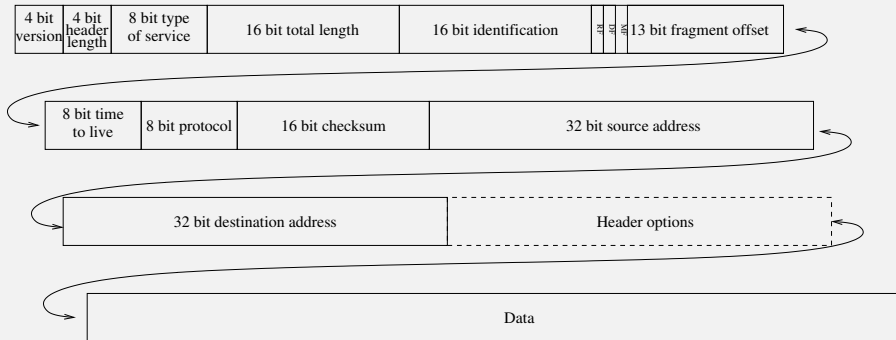 4 bit
version
4 bit
header
length
8 bit type
of service
16 bit total length
16 bit identification
RF
DF
MF
13 bit fragment offset
8 bit time
to live
8 bit protocol
16 bit checksum
32 bit source address
32 bit destination address
Header options
Data